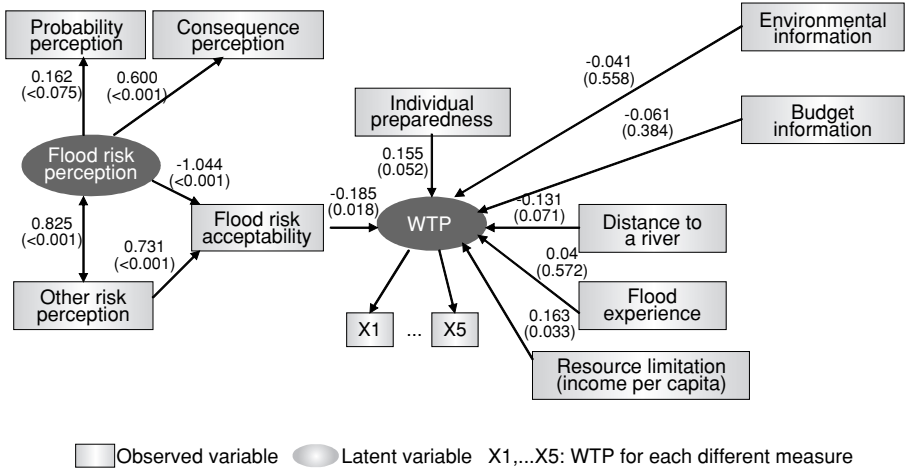 Probability
perception
Consequence
perception
Environmental
information
0.162
(<0.075)
0.600
(<0.001)
-0.041
(0.558)
Individual
preparedness
-0.061
(0.384)
Budget
information
Flood risk
perception
-1.044
(<0.001)
0.155
(0.052)
0.825
(<0.001)
0.731
(<0.001)
Flood risk
acceptability
-0.185
(0.018)
WTP
-0.131
(0.071)
Distance to
a river
Other risk
perception
0.04
(0.572)
Flood
experience
X1 ... X5
0.163
(0.033)
Resource limitation
(income per capita)
Observed variable Latent variable X1,...X5: WTP for each different measure